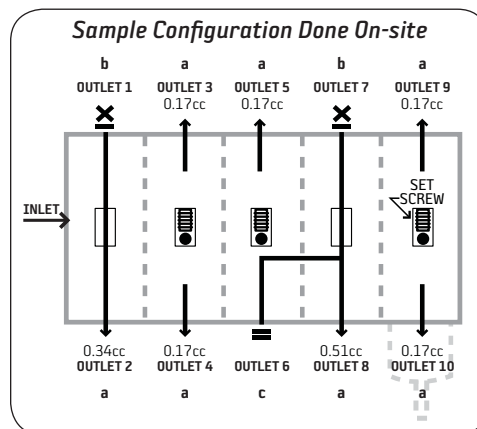 Sample Configuration Done On-site
b a a b a
OUTLET 1 OUTLET 3 OUTLET 5 OUTLET 7 OUTLET 9
0.17cc 0.17cc 0.17cc
SET
SCREW
INLET
0.34cc 0.17cc 0.51cc 0.17cc
OUTLET 2 OUTLET 4 OUTLET 6 OUTLET 8 OUTLET 10
a a c a a